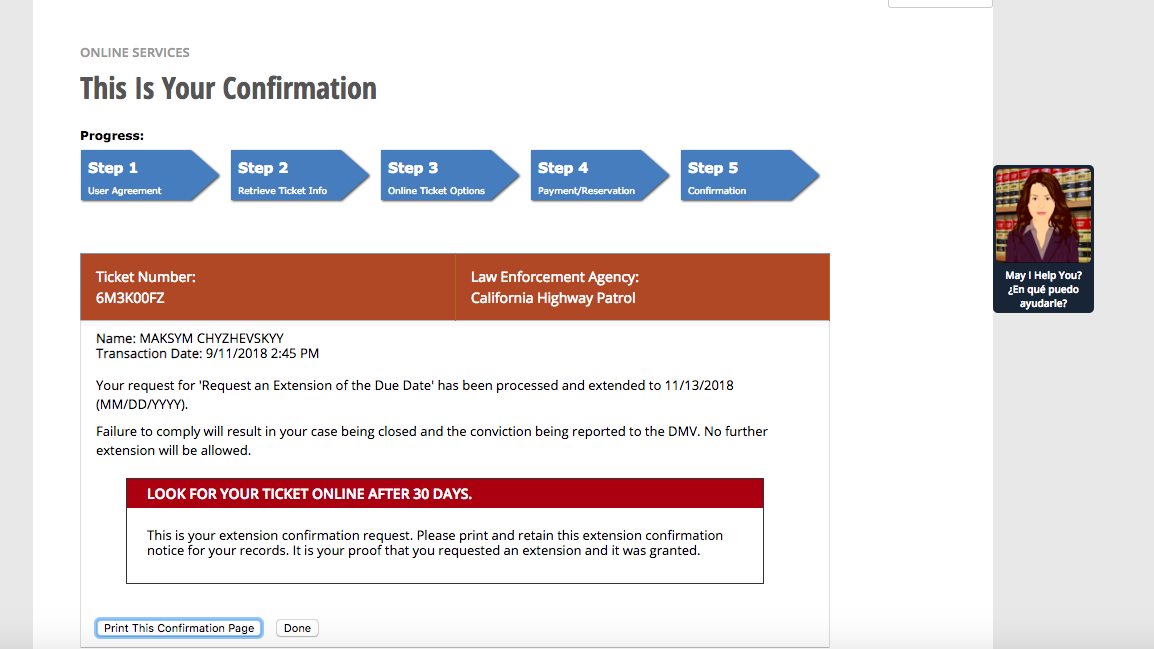 ONLINE SERVICES
This Is Your Confirmation
Progress:
Step 1
User Agreement
Step 2
Retrieve Ticket Info
Step 3
Online Ticket Options
Step 4
Payment/Reservation
Step 5
Confirmation
Ticket Number:
6M3K00FZ
Law Enforcement Agency:
California Highway Patrol
Name: MAKSYM CHYZHEVSKYY
Transaction Date: 9/11/2018 2:45 PM
Your request for 'Request an Extension of the Due Date' has been processed and extended to 11/13/2018
(MM/DD/YYYY).
Failure to comply will result in your case being closed and the conviction being reported to the DMV. No further
extension will be allowed.
LOOK FOR YOUR TICKET ONLINE AFTER 30 DAYS.
This is your extension confirmation request. Please print and retain this extension confirmation
notice for your records. It is your proof that you requested an extension and it was granted.
Print This Confirmation Page
Done
May I Help You?
¿En qué puedo
ayudarle?